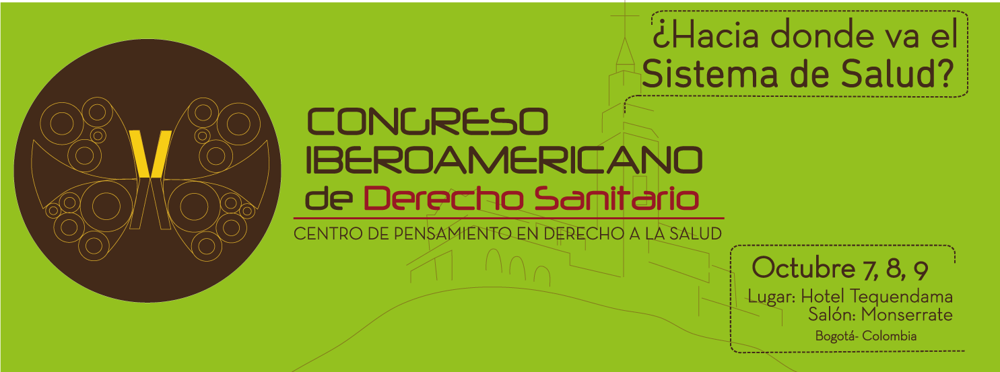 ¿Hacia donde va el
Sistema de Salud?
X
CONGRESO
IBEROAMERICANO
de Derecho Sanitario
CENTRO DE PENSAMIENTO EN DERECHO A LA SALUD
Octubre 7, 8, 9
Lugar: Hotel Tequendama
Salón: Monserrate
Bogotá- Colombia